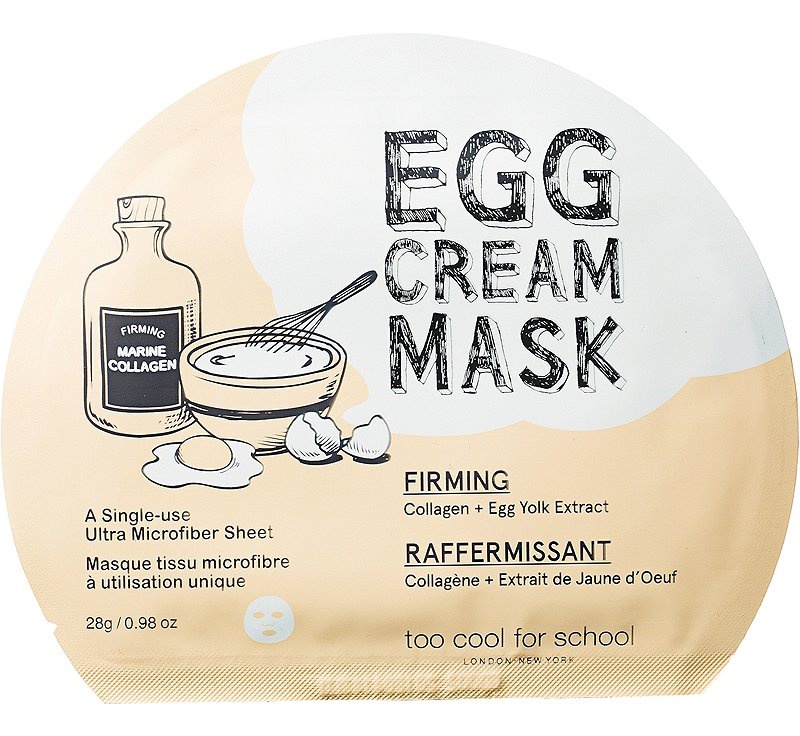 EGG
CREAM
MASK
FIRMING
MARINE
COLLAGEN
FIRMING
Collagen + Egg Yolk Extract
RAFFERMISSANT
Collagène + Extrait de Jaune d'Oeuf
A Single-use
Ultra Microfiber Sheet
Masque tissu microfibre
à utilisation unique
28g / 0.98 oz
too cool for school
LONDON·NEW YORK